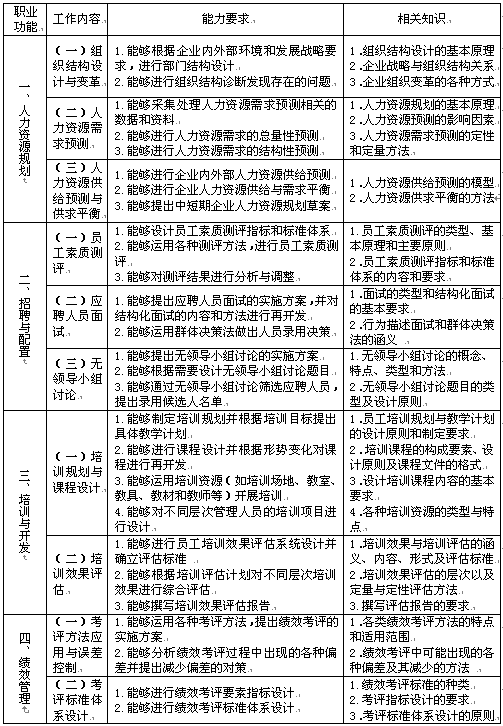 职业
功能
工作内容
能力要求
相关知识
一、人力资源规划
（一）组
织结构设
计与变革
1.能够根据企业内外部环境和发展战略要
求，进行部门结构设计
2.能够进行组织结构诊断发现存在的问题
1.组织结构设计的基本原理
2.企业战略与组织结构关系
3.企业组织变革的各种方式
（二）人
力资源需
求预测
1.能够采集处理人力资源需求预测相关的
数据和资料
2.能够进行人力资源需求的总量性预测
3.能够进行人力资源需求的结构性预测
1.人力资源规划的基本原理
2.人力资源预测的影响因素
3.人力资源需求预测的定性
和定量方法
（三）人
力资源供
给预测与
供求平衡
1.能够进行企业内外部人力资源供给预测
2.能够进行企业人力资源供给与需求平衡
3.能够提出中短期企业人力资源规划草案
1.人力资源供给预测的模型
2.人力资源供求平衡的方法
二、招聘与配置
（一）员
工素质测
评
1.能够设计员工素质测评指标和标准体系
2.能够运用各种测评方法，进行员工素质测
评
3.能够对测评结果进行分析与调整
1.员工素质测评的类型、基
本原理和主要原则
2.员工素质测评指标和标准
体系的内容和要求
（二）应
聘人员面
试
1.能够提出应聘人员面试的实施方案，并对
结构化面试的内容和方法进行再开发
2.能够运用群体决策法做出人员录用决策
1.面试的类型和结构化面试
的基本要求
2.行为描述面试和群体决策
法的涵义
（三）无
领导小组
讨论
1.能够提出无领导小组讨论的实施方案
2.能够根据需要设计无领导小组讨论题目
3.能够通过无领导小组讨论筛选应聘人员，
提出录用候选人名单
1.无领导小组讨论的概念、
特点、类型和方法
2.无领导小组讨论题目的类
型及设计原则
三、培训与开发
（一）培
训规划与
课程设计
1.能够制定培训规划并根据培训目标提出
具体教学计划
2.能够进行课程设计并根据形势变化对课
程进行再开发
3.能够运用培训资源（如培训场地、教室、
教具、教材和教师等）开展培训
4.能够对不同层次管理人员的培训项目进
行设计
1.员工培训规划与教学计划
的设计原则和制定要求
2.培训课程的构成要素、设
计原则及课程文件的格式
3.设计培训课程内容的基本
要求
4.各种培训资源的类型与特
点
（二）培
训效果评
估
1.能够进行员工培训效果评估系统设计并
确立评估标准
2.能够根据培训评估计划对不同层次培训
效果进行综合评估
3.能够撰写培训效果评估报告
1.培训效果与培训评估的涵
义、内容、形式及评估标准
2.培训效果评估的层次以及
定量与定性评估方法
3.撰写评估报告的要求
四、绩效管理
（一）考
评方法应
用与误差
控制
1.能够运用各种考评方法，提出绩效考评的
实施方案
2.能够分析绩效考评过程中出现的各种偏
差并提出减少偏差的对策
1.各类绩效考评方法的特点
和适用范围
2.绩效考评中可能出现的各
种偏差及其减少的方法
（二）考
评标准体
系设计
1.能够进行绩效考评要素指标设计
2.能够进行绩效考评标准体系设计
1.绩效考评标准的种类
2.考评指标设计的要求
3.考评标准体系设计的原则